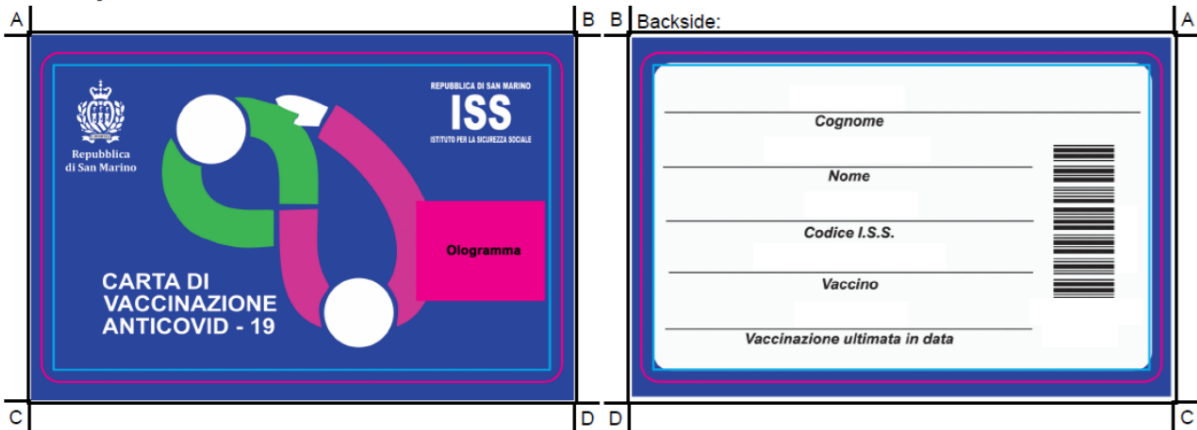 A
B
B
Backside:
A
Repubblica
di San Marino
REPUBBLICA DI SAN MARINO
ISS
ISTITUTO PER LA SICUREZZA SOCIALE
Ologramma
CARTA DI
VACCINAZIONE
ANTICOVID - 19
Cognome
Nome
Codice I.S.S.
Vaccino
Vaccinazione ultimata in data
C
D
D
C